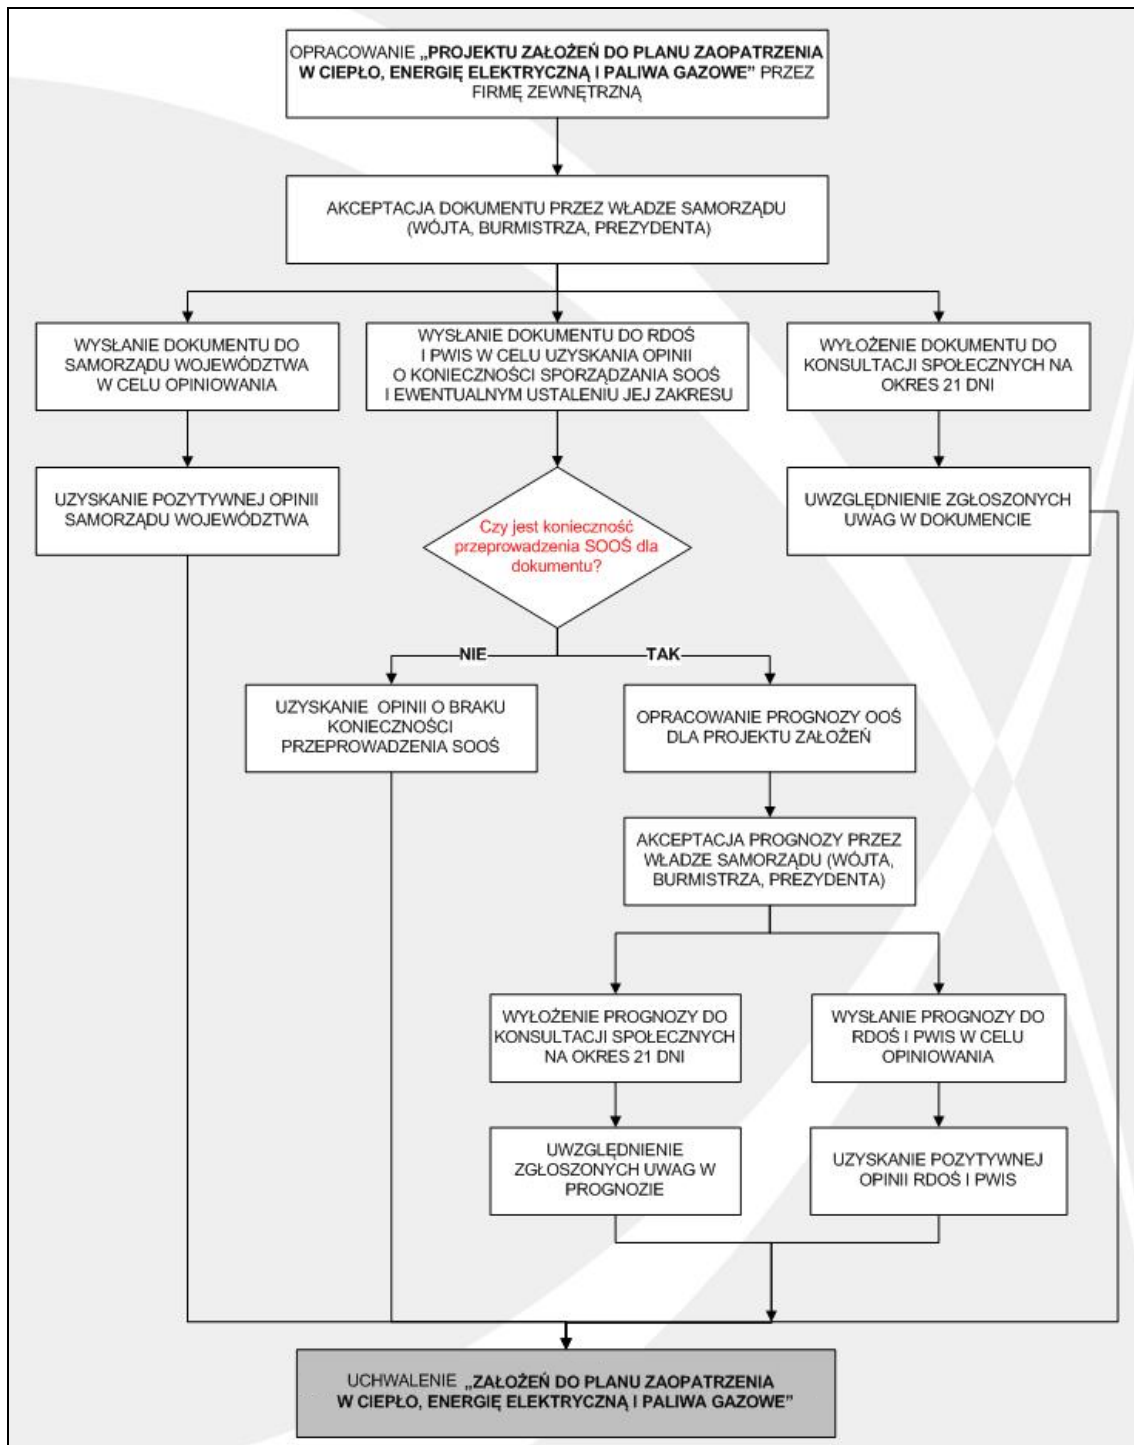 OPRACOWANIE „PROJEKTU ZAŁOŻEŃ DO PLANU ZAOPATRZENIA
W CIEPŁO, ENERGIĘ ELEKTRYCZNĄ I PALIWA GAZOWE” PRZEZ
FIRMĘ ZEWNĘTRZNĄ
AKCEPTACJA DOKUMENTU PRZEZ WŁADZE SAMORZĄDU
(WÓJTA, BURMISTRZA, PREZYDENTA)
WYSŁANIE DOKUMENTU DO
SAMORZĄDU WOJEWÓDZTWA
W CELU OPINIOWANIA
WYSŁANIE DOKUMENTU DO RDOŚ
I PWIS W CELU UZYSKANIA OPINII
O KONIECZNOŚCI SPORZĄDZANIA SOOŚ
I EWENTUALNYM USTALENIU JEJ ZAKRESU
WYŁOŻENIE DOKUMENTU DO
KONSULTACJI SPOŁECZNYCH NA
OKRES 21 DNI
UZYSKANIE POZYTYWNEJ OPINII
SAMORZĄDU WOJEWÓDZTWA
Czy jest konieczność
przeprowadzenia SOOŚ dla
dokumentu?
UWZGLĘDNIENIE ZGŁOSZONYCH
UWAG W DOKUMENCIE
NIE
TAK
UZYSKANIE OPINII O BRAKU
KONIECZNOŚCI
PRZEPROWADZENIA SOOŚ
OPRACOWANIE PROGNOZY OOŚ
DLA PROJEKTU ZAŁOŻEŃ
AKCEPTACJA PROGNOZY PRZEZ
WŁADZE SAMORZĄDU (WÓJTA,
BURMISTRZA, PREZYDENTA)
WYŁOŻENIE PROGNOZY DO
KONSULTACJI SPOŁECZNYCH
NA OKRES 21 DNI
WYSŁANIE PROGNOZY DO
RDOŚ I PWIS W CELU
OPINIOWANIA
UWZGLĘDNIENIE
ZGŁOSZONYCH UWAG W
PROGNOZIE
UZYSKANIE POZYTYWNEJ
OPINII RDOŚ I PWIS
UCHWALENIE „ZAŁOŻEŃ DO PLANU ZAOPATRZENIA
W CIEPŁO, ENERGIĘ ELEKTRYCZNĄ I PALIWA GAZOWE”